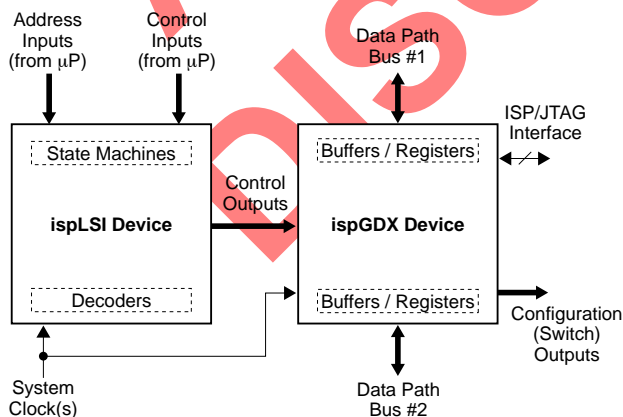 Address
Inputs
(from μP)
Control
Inputs
(from μP)
Data Path
Bus #1
ISP/JTAG
Interface
State Machines
Buffers / Registers
Control
Outputs
ispLSI Device
ispGDX Device
Decoders
Buffers / Registers
Configuration
(Switch)
Outputs
System
Clock(s)
Data Path
Bus #2